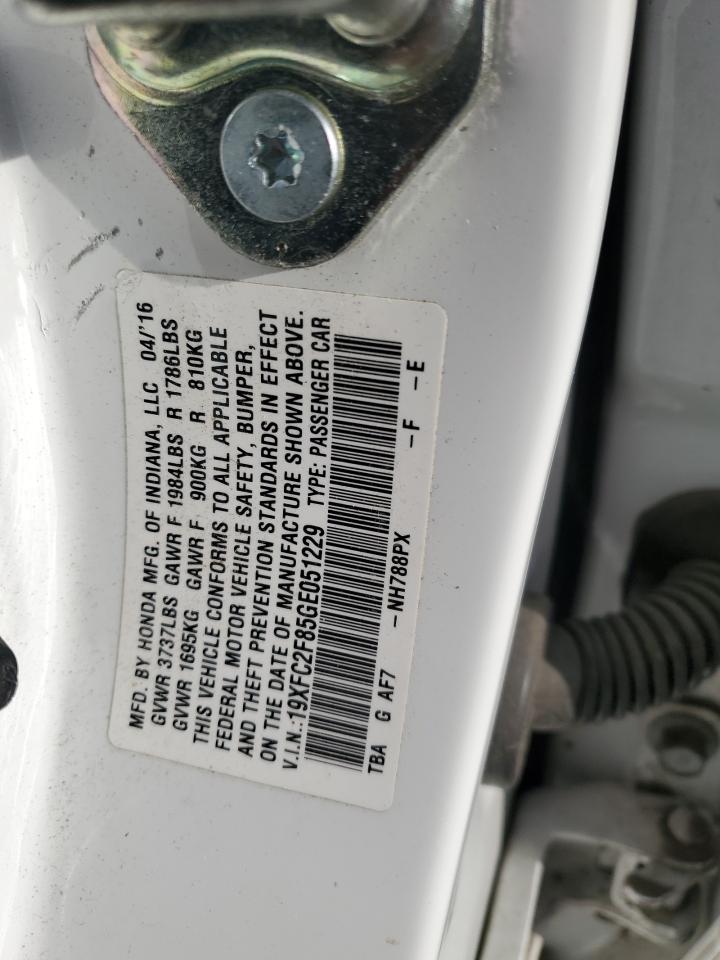 MFD. BY HONDA MFG. OF INDIANA, LLC 04/'16
GVWR 3737LBS GAWR F 1984LBS R 1786LBS
GVWR 1695KG GAWR F 900KG R 810KG
THIS VEHICLE CONFORMS TO ALL APPLICABLE
FEDERAL MOTOR VEHICLE SAFETY, BUMPER,
AND THEFT PREVENTION STANDARDS IN EFFECT
ON THE DATE OF MANUFACTURE SHOWN ABOVE.
V.I.N.:19XFC2F85GE051229 TYPE: PASSENGER CAR
TBA G AF7 -NH788PX -F -E